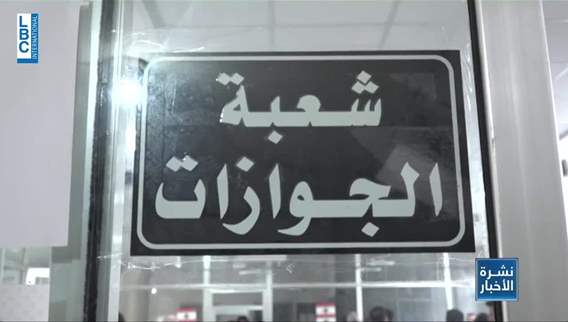 LBC
INTERNATIONAL
شعبة
الجوازات
نشرة
الأخبار